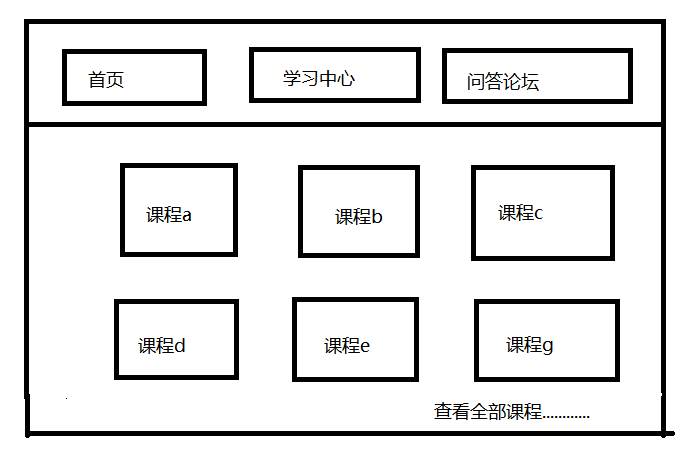 首页
学习中心
问答论坛
课程a
课程b
课程c
课程d
课程e
课程g
查看全部课程............